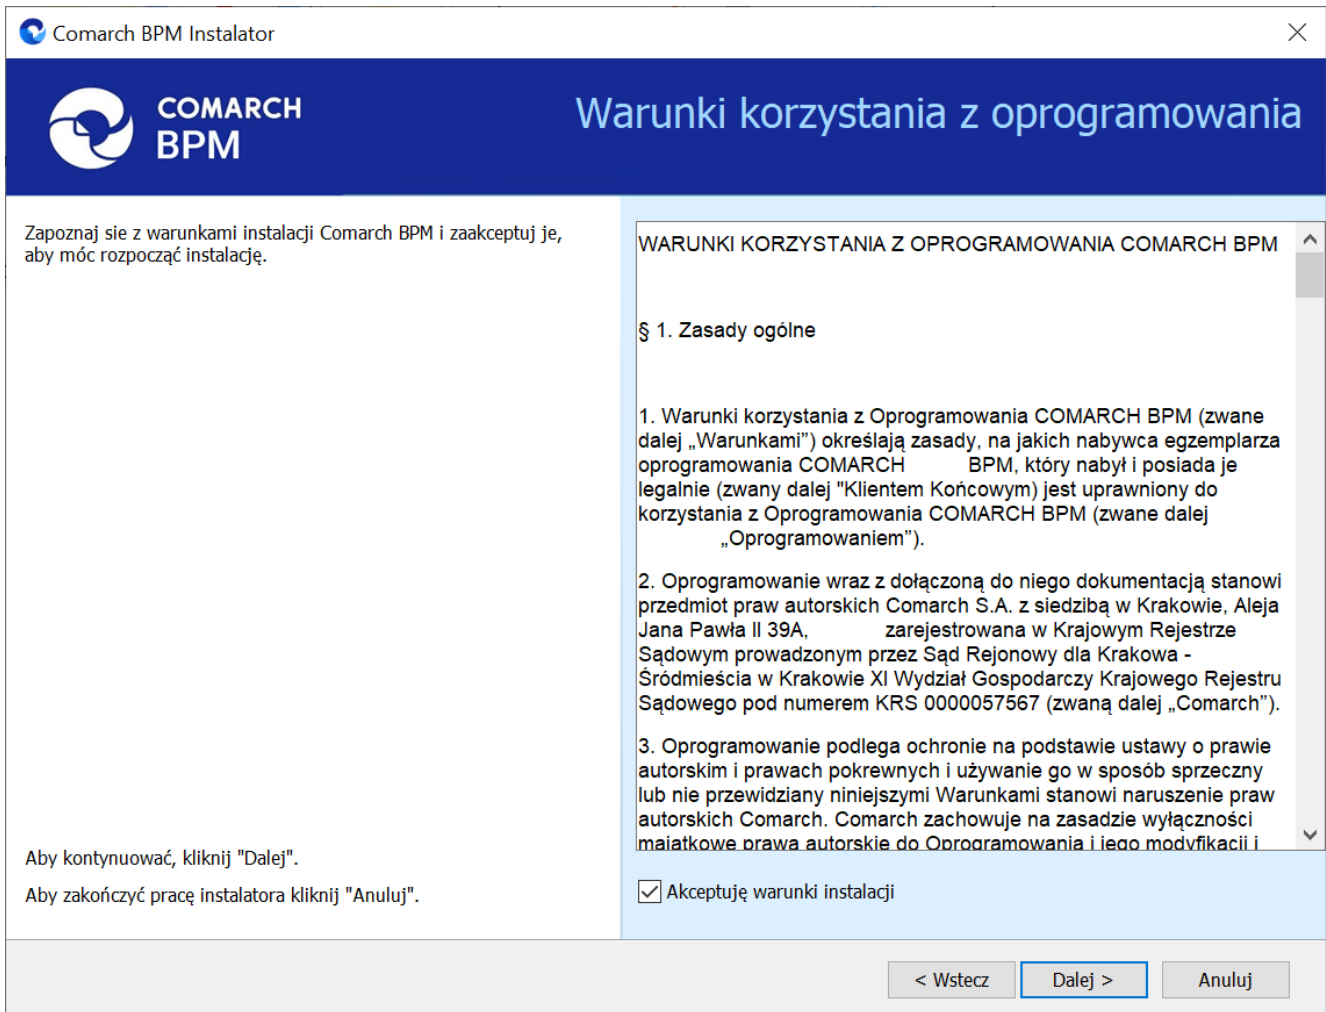 Comarch BPM Instalator
COMARCH
BPM
Warunki korzystania z oprogramowania
Zapoznaj sie z warunkami instalacji Comarch BPM i zaakceptuj je,
aby móc rozpocząć instalację.
WARUNKI KORZYSTANIA Z OPROGRAMOWANIA COMARCH BPM
§ 1. Zasady ogólne
1. Warunki korzystania z Oprogramowania COMARCH BPM (zwane
dalej „Warunkami”) określają zasady, na jakich nabywca egzemplarza
oprogramowania COMARCH BPM, który nabył i posiada je
legalnie (zwany dalej "Klientem Końcowym) jest uprawniony do
korzystania z Oprogramowania COMARCH BPM (zwane dalej
„Oprogramowaniem”).
2. Oprogramowanie wraz z dołączoną do niego dokumentacją stanowi
przedmiot praw autorskich Comarch S.A. z siedzibą w Krakowie, Aleja
Jana Pawła II 39A, zarejestrowana w Krajowym Rejestrze
Sądowym prowadzonym przez Sąd Rejonowy dla Krakowa -
Śródmieścia w Krakowie XI Wydział Gospodarczy Krajowego Rejestru
Sądowego pod numerem KRS 0000057567 (zwaną dalej „Comarch”).
3. Oprogramowanie podlega ochronie na podstawie ustawy o prawie
autorskim i prawach pokrewnych i używanie go w sposób sprzeczny
lub nie przewidziany niniejszymi Warunkami stanowi naruszenie praw
autorskich Comarch. Comarch zachowuje na zasadzie wyłączności
majątkowe prawa autorskie do Oprogramowania i jego modyfikacji i
Aby kontynuować, kliknij "Dalej".
Aby zakończyć pracę instalatora kliknij "Anuluj".
Akceptuję warunki instalacji
< Wstecz
Dalej >
Anuluj